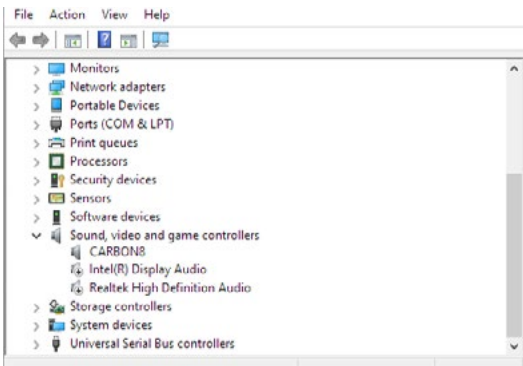 File Action View Help
Monitors
Network adapters
Portable Devices
Ports (COM & LPT)
Print queues
Processors
Security devices
Sensors
Software devices
Sound, video and game controllers
CARBON8
Intel(R) Display Audio
Realtek High Definition Audio
Storage controllers
System devices
Universal Serial Bus controllers